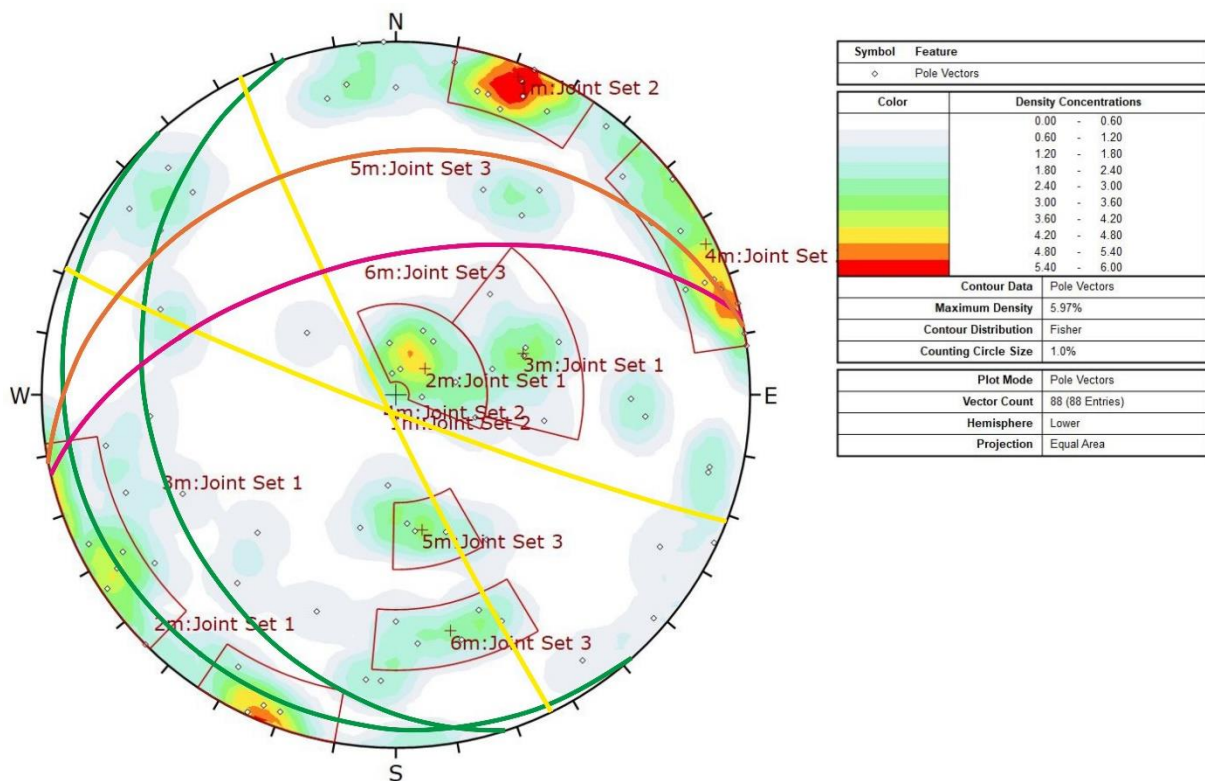 N
1m:Joint Set 2
5m:Joint Set 3
4m:Joint Set
6m:Joint Set 3
3m:Joint Set 1
2m:Joint Set 1
W
E
4m:Joint Set 2
1m:Joint Set 2
3m:Joint Set 1
5m:Joint Set 3
2m:Joint Set 1
6m:Joint Set 3
S
Symbol Feature
Pole Vectors
Color Density Concentrations
0.00 - 0.60
0.60 - 1.20
1.20 - 1.80
1.80 - 2.40
2.40 - 3.00
3.00 - 3.60
3.60 - 4.20
4.20 - 4.80
4.80 - 5.40
5.40 - 6.00
Contour Data Pole Vectors
Maximum Density 5.97%
Contour Distribution Fisher
Counting Circle Size 1.0%
Plot Mode Pole Vectors
Vector Count 88 (88 Entries)
Hemisphere Lower
Projection Equal Area